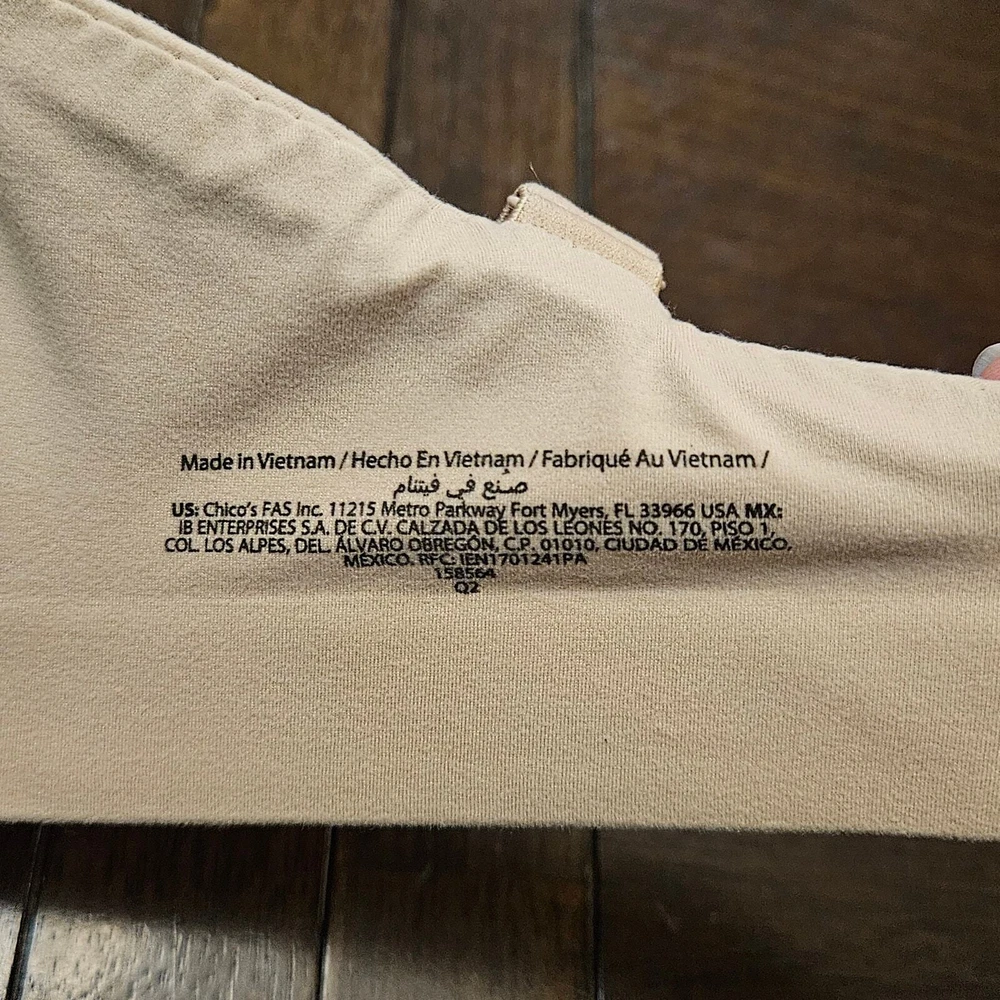 Made in Vietnam / Hecho En Vietnam / Fabriqué Au Vietnam /
صُنع في فيتنام
US: Chico's FAS Inc. 11215 Metro Parkway Fort Myers, FL 33966 USA MX:
IB ENTERPRISES S.A. DE C.V. CALZADA DE LOS LEONES NO. 170, PISO 1,
COL. LOS ALPES, DEL. ÁLVARO OBREGÓN, C.P. 01010, CIUDAD DE MÉXICO,
MÉXICO. RFC: IEN1701241PA
158564
Q2